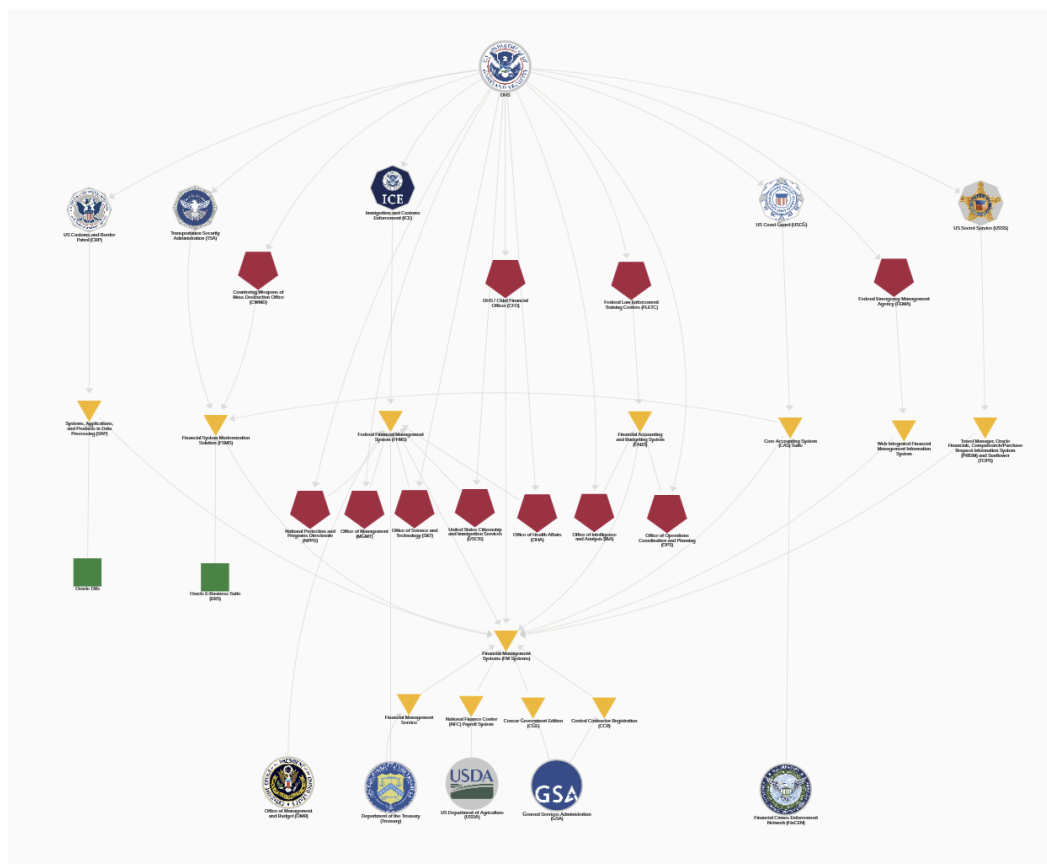 DHS
US Customs and Border
Patrol (CBP)
Transportation Security
Administration (TSA)
ICE
Immigration and Customs
Enforcement (ICE)
US Coast Guard (USCG)
US Secret Service (USSS)
Countering Weapons of
Mass Destruction Office
(CWMD)
DHS / Chief Financial
Officer (CFO)
Federal Law Enforcement
Training Centers (FLETC)
Federal Emergency Management
Agency (FEMA)
Systems, Applications,
and Products in Data
Processing (SAP)
Financial System Modernization
Solution (FSMS)
Federal Financial Management
System (FFMS)
Financial Accounting
and Budgeting System
(FABS)
Core Accounting System
(CAS) Suite
Web Integrated Financial
Management Information
System
Travel Manager, Oracle
Financials, Compusearch/Purchase
Request Information System
(PRISM) and Sunflower
(TOPS)
National Protection and
Programs Directorate
(NPPD)
Office of Management
(MGMT)
Office of Science and
Technology (S&T)
United States Citizenship
and Immigration Services
(USCIS)
Office of Health Affairs
(OHA)
Office of Intelligence
and Analysis (I&A)
Office of Operations
Coordination and Planning
(OPS)
Oracle
Oracle E-Business Suite
(EBS)
Financial Management
Systems (FM Systems)
Financial Management
Service
National Finance Center
(NFC) Payroll System
Concur Government Edition
(CGE)
Central Contractor Registration
(CCR)
USDA
GSA
Office of Management
and Budget (OMB)
Department of the Treasury
(Treasury)
US Department of Agriculture
(USDA)
General Services Administration
(GSA)
Financial Crimes Enforcement
Network (FinCEN)